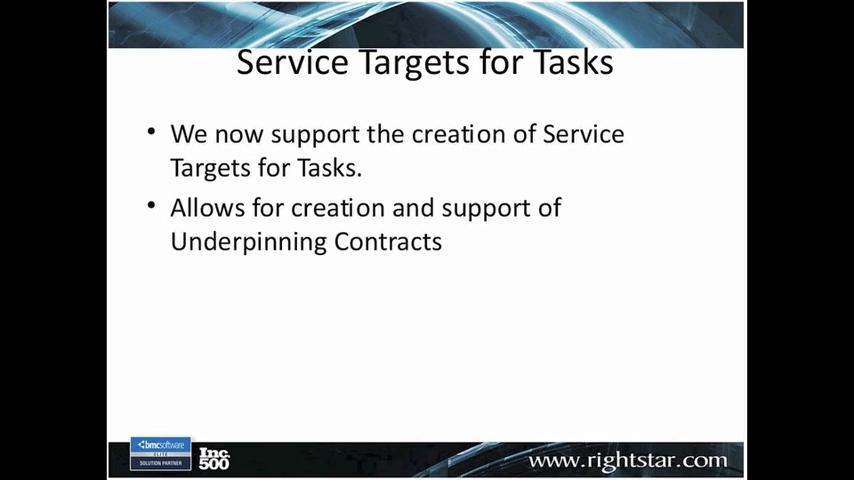 Service Targets for Tasks
• We now support the creation of Service
Targets for Tasks.
• Allows for creation and support of
Underpinning Contracts
bmcsoftware
ELITE
SOLUTION PARTNER
Inc.
500
www.rightstar.com